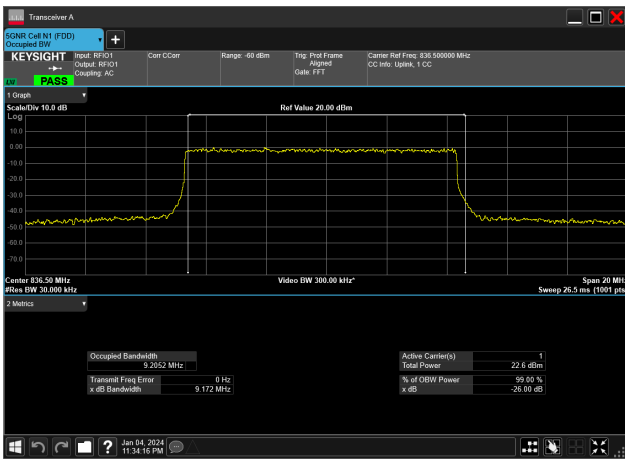 Transceiver A
5GNR Cell N1 (FDD)
Occupied BW
KEYSIGHT
PASS
Input: RFIO1
Output: RFIO1
Coupling: AC
Corr CCorr
Range: -60 dBm
Trig: Prot Frame
Aligned
Gate: FFT
Carrier Ref Freq: 836.500000 MHz
CC Info: Uplink, 1 CC
1 Graph
Scale/Div 10.0 dB
Ref Value 20.00 dBm
Log
10.0
0.00
-10.0
-20.0
-30.0
-40.0
-50.0
-60.0
-70.0
Center 836.50 MHz
Video BW 300.00 kHz*
Span 20 MH
#Res BW 30.000 kHz
Sweep 26.5 ms (1001 pts
2 Metrics
Occupied Bandwidth
9.2052 MHz
Transmit Freq Error 0 Hz
x dB Bandwidth 9.172 MHz
Active Carrier(s) 1
Total Power 22.6 dBm
% of OBW Power 99.00 %
x dB -26.00 dB
Jan 04, 2024
11:34:16 PM